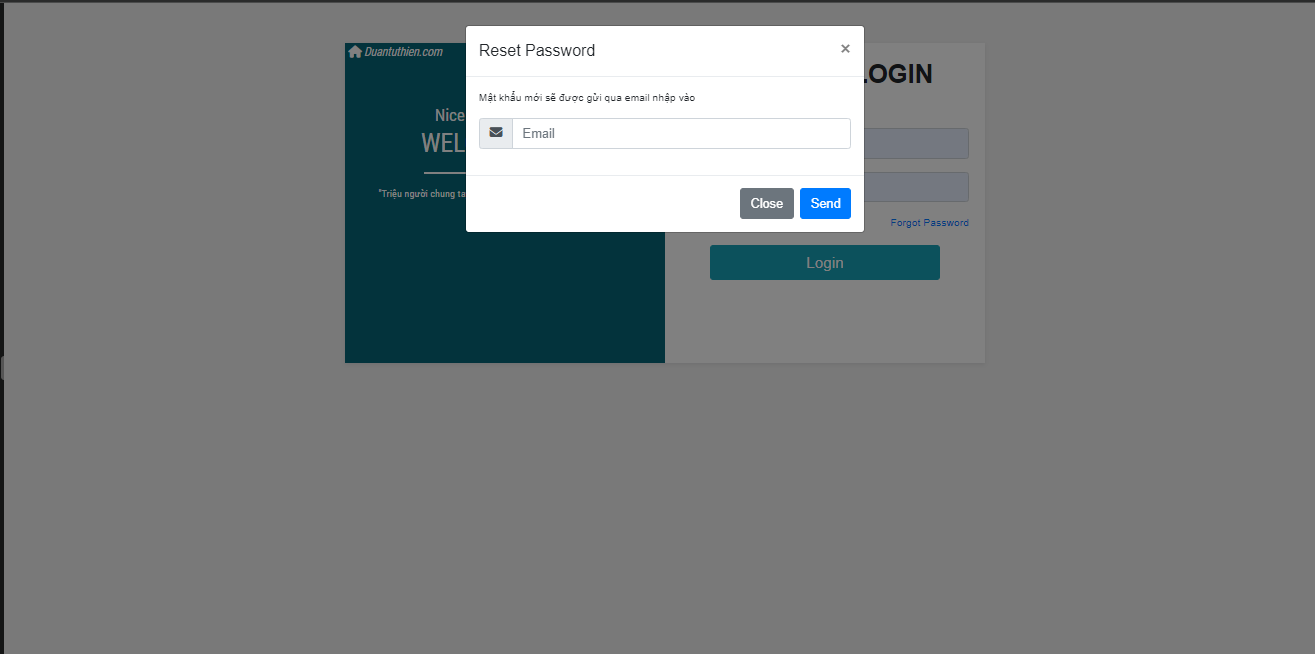 Duantuthien.com
Nice
WEL
"Triệu người chung ta
Reset Password
×
Mật khẩu mới sẽ được gửi qua email nhập vào
Email
Close
Send
LOGIN
Forgot Password
Login